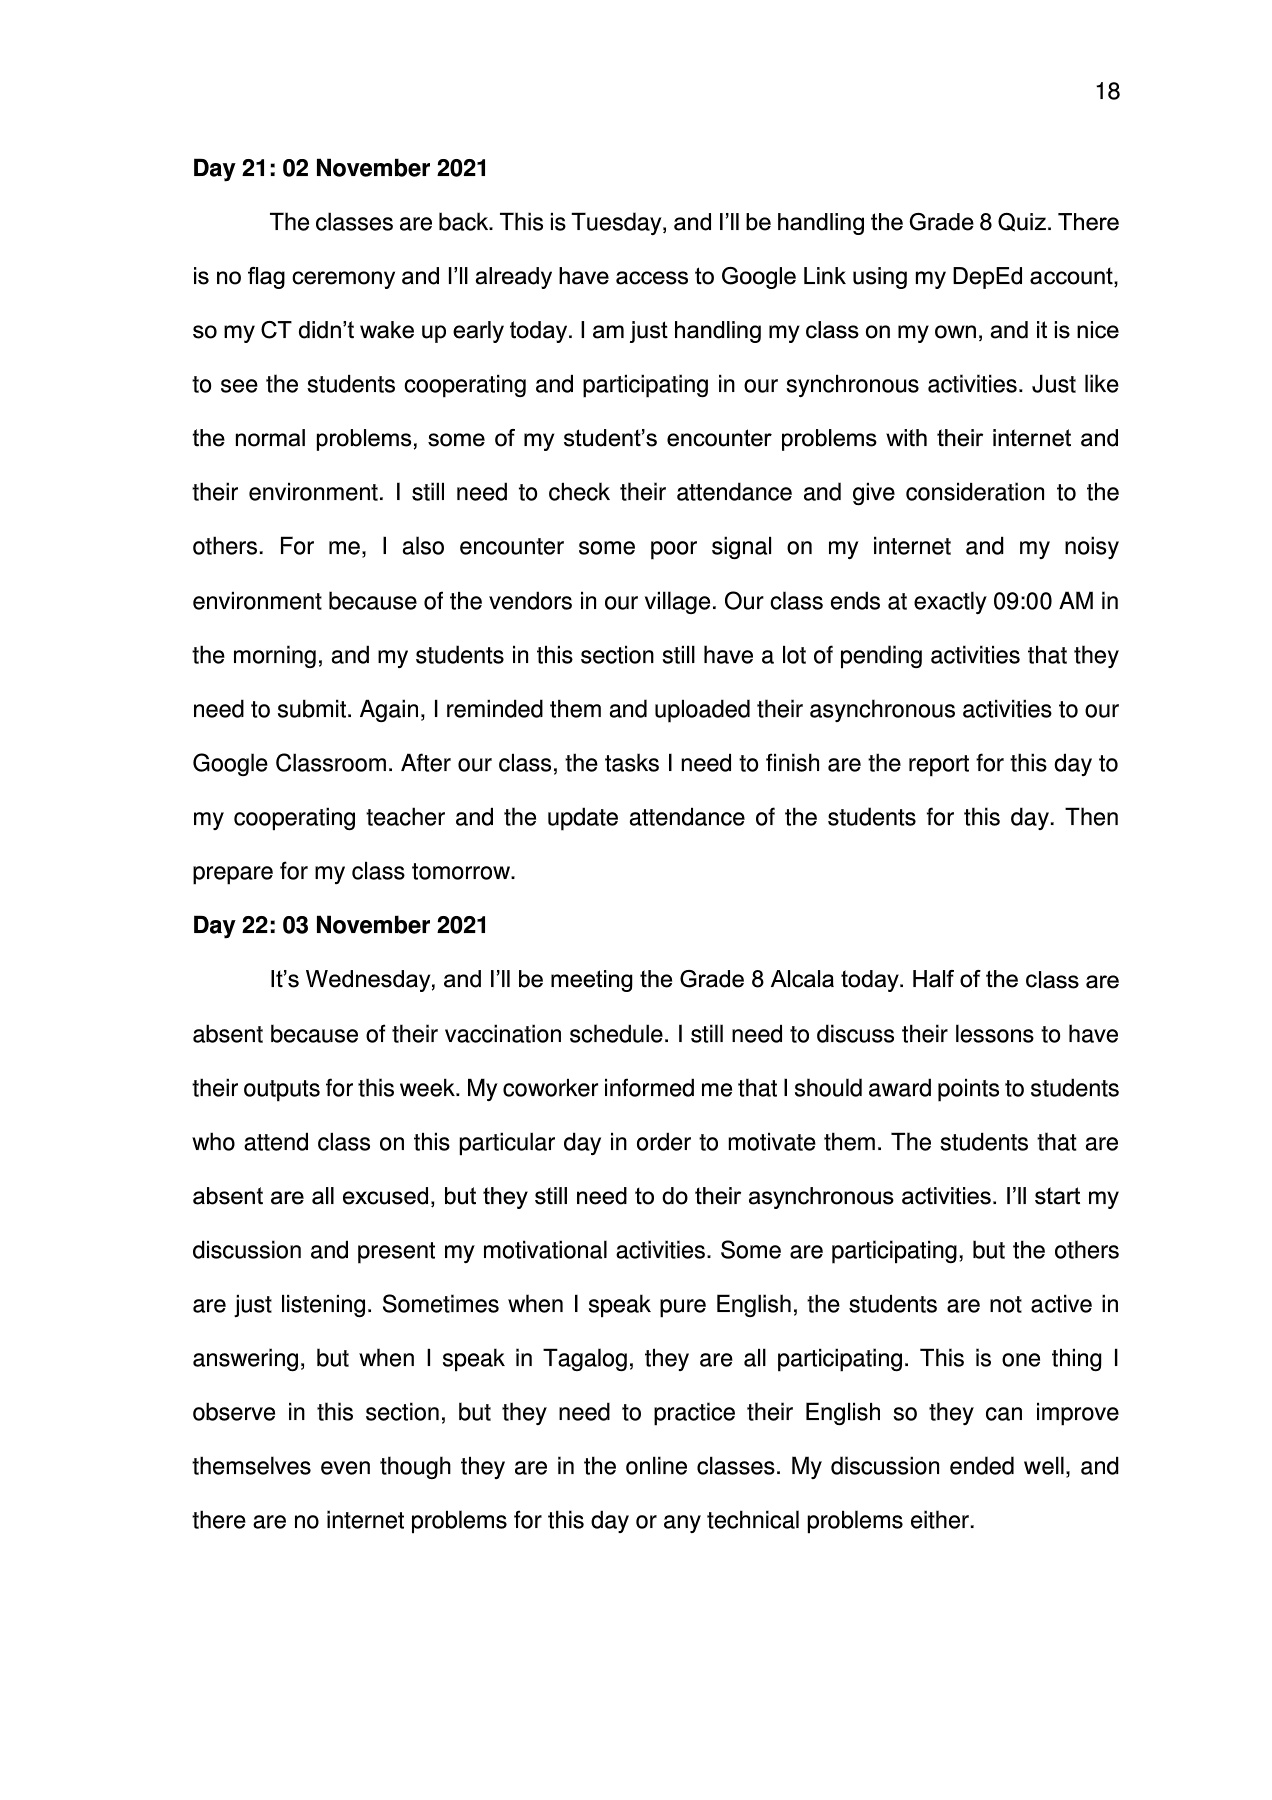 18
Day 21: 02 November 2021
The classes are back. This is Tuesday, and I’ll be handling the Grade 8 Quiz. There
is no flag ceremony and I’ll already have access to Google Link using my DepEd account,
so my CT didn’t wake up early today. I am just handling my class on my own, and it is nice
to see the students cooperating and participating in our synchronous activities. Just like
the normal problems, some of my student’s encounter problems with their internet and
their environment. I still need to check their attendance and give consideration to the
others. For me, I also encounter some poor signal on my internet and my noisy
environment because of the vendors in our village. Our class ends at exactly 09:00 AM in
the morning, and my students in this section still have a lot of pending activities that they
need to submit. Again, I reminded them and uploaded their asynchronous activities to our
Google Classroom. After our class, the tasks I need to finish are the report for this day to
my cooperating teacher and the update attendance of the students for this day. Then
prepare for my class tomorrow.
Day 22: 03 November 2021
It’s Wednesday, and I’ll be meeting the Grade 8 Alcala today. Half of the class are
absent because of their vaccination schedule. I still need to discuss their lessons to have
their outputs for this week. My coworker informed me that I should award points to students
who attend class on this particular day in order to motivate them. The students that are
absent are all excused, but they still need to do their asynchronous activities. I’ll start my
discussion and present my motivational activities. Some are participating, but the others
are just listening. Sometimes when I speak pure English, the students are not active in
answering, but when I speak in Tagalog, they are all participating. This is one thing I
observe in this section, but they need to practice their English so they can improve
themselves even though they are in the online classes. My discussion ended well, and
there are no internet problems for this day or any technical problems either.